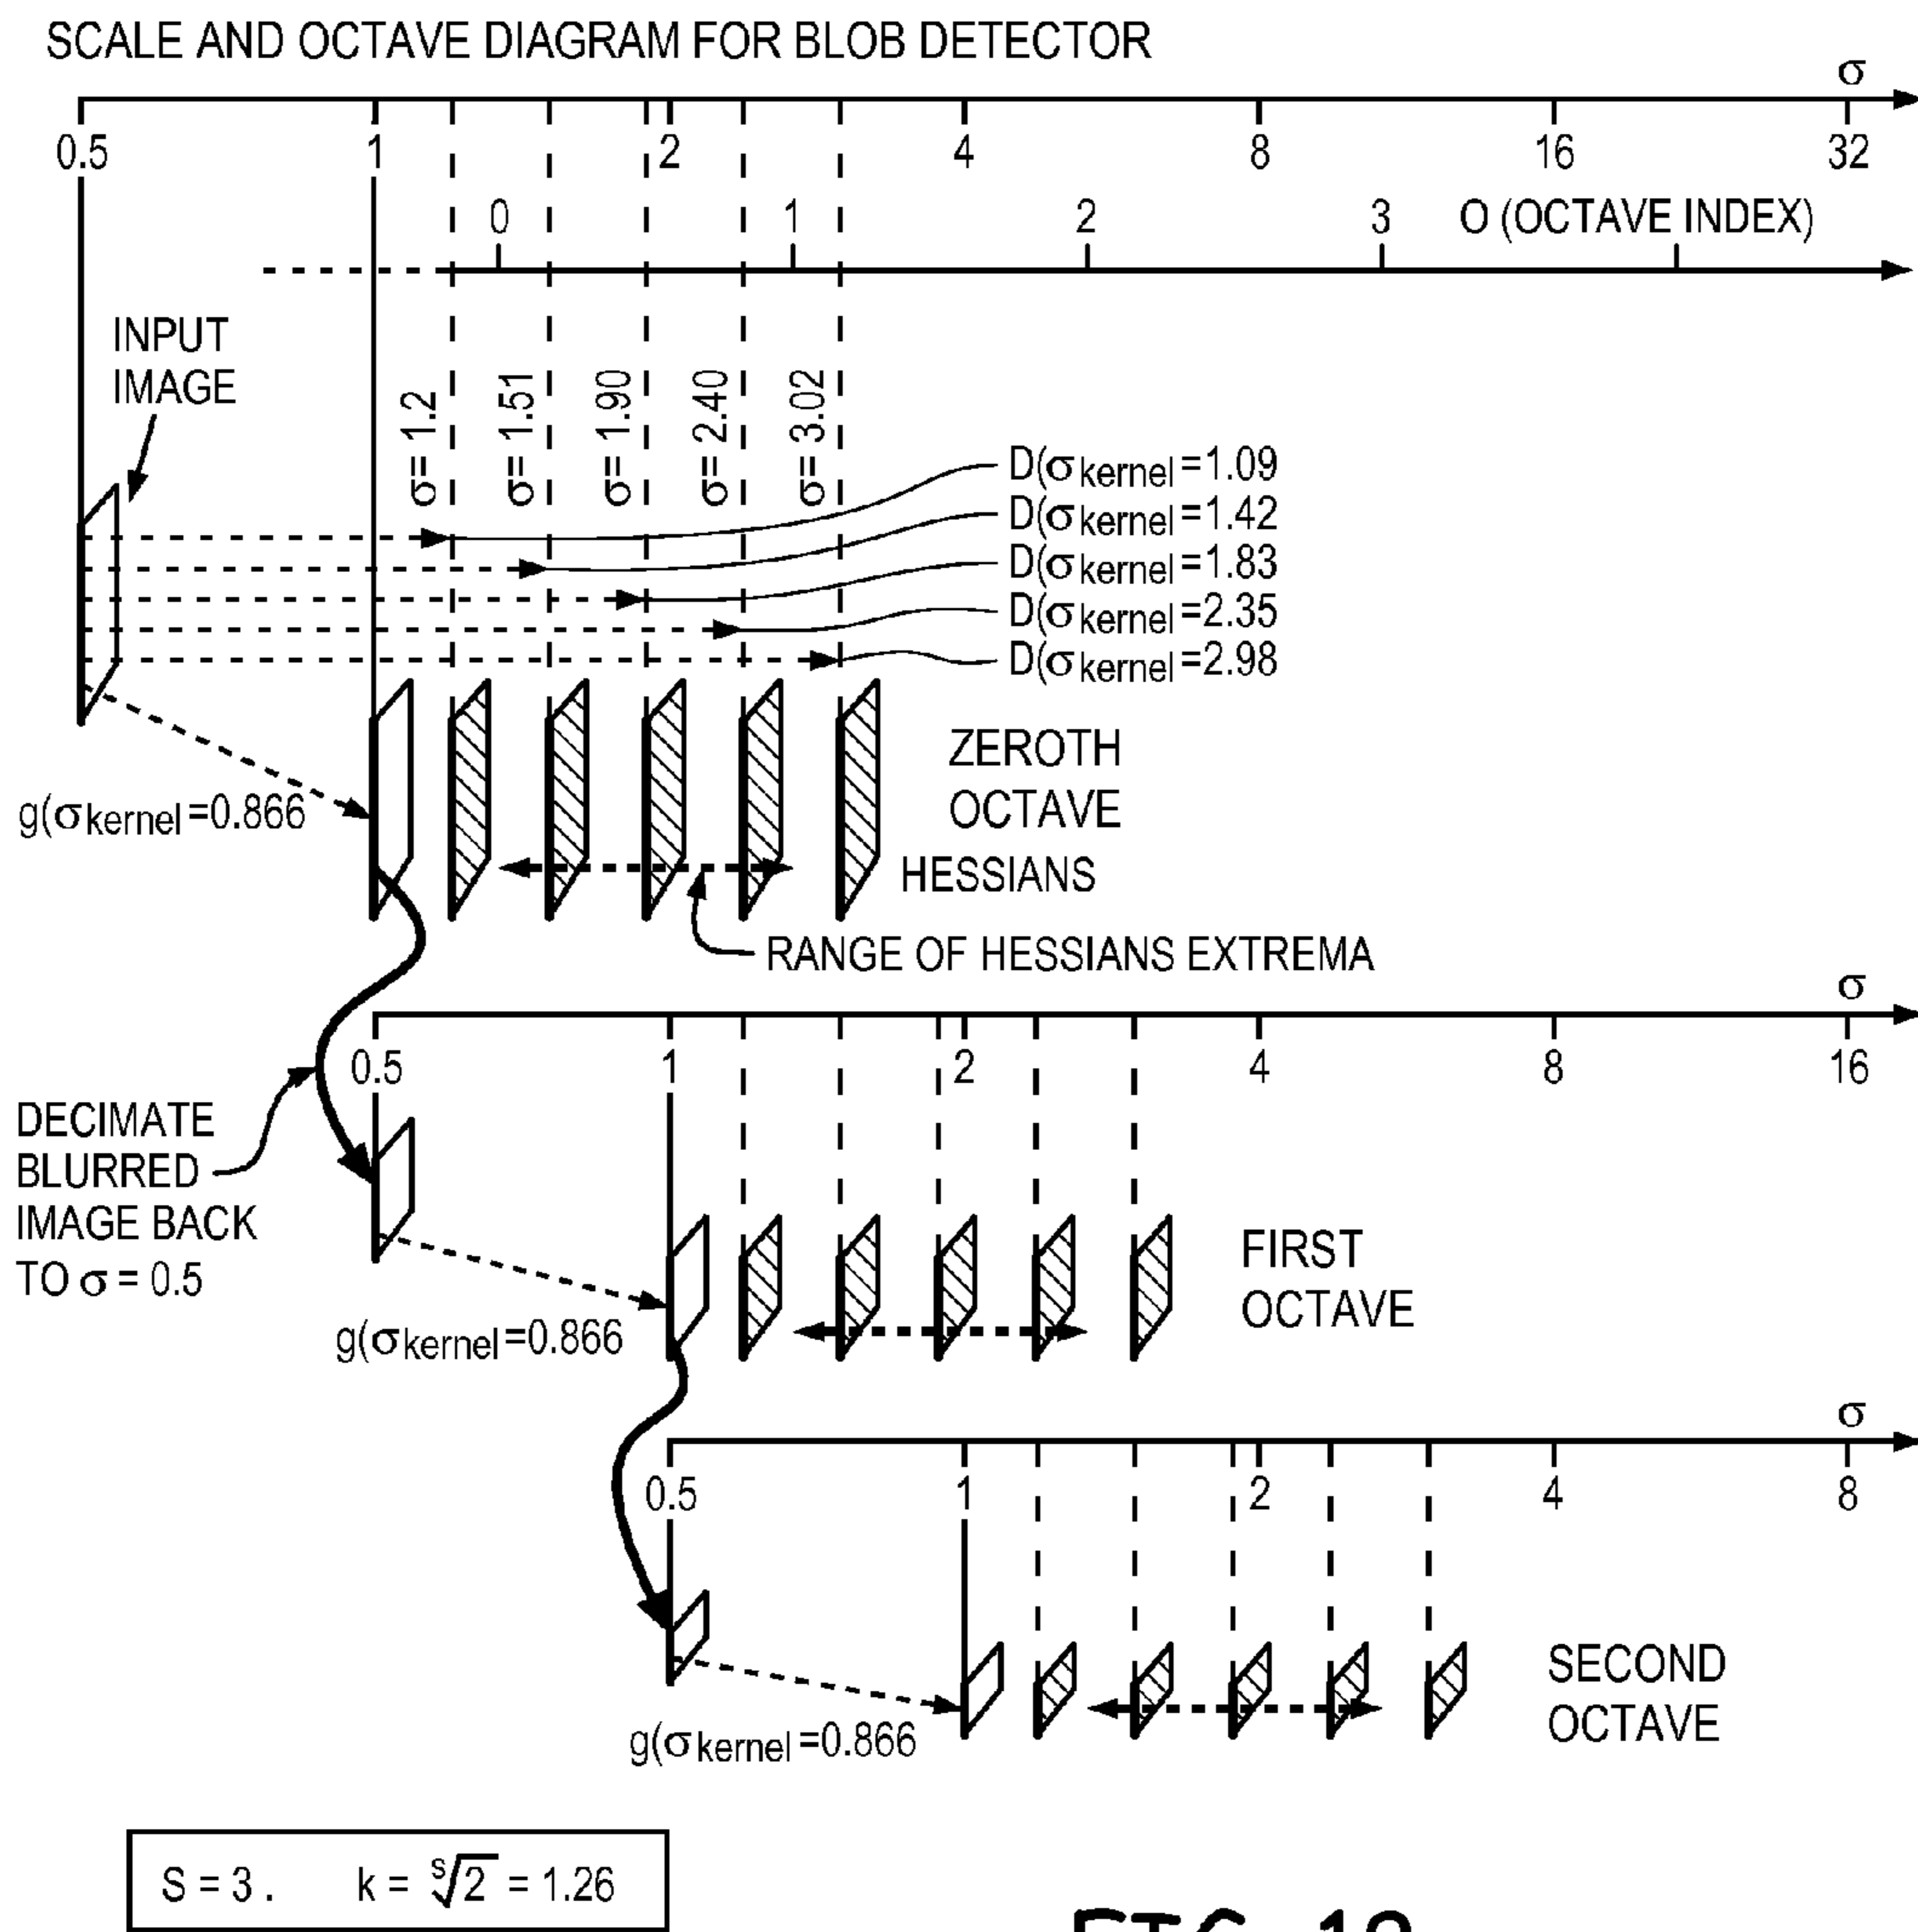 SCALE AND OCTAVE DIAGRAM FOR BLOB DETECTOR
σ
0.5 1 2 4 8 16 32
0 1 2 3 O (OCTAVE INDEX)
INPUT
IMAGE
σ= 1.2
σ= 1.51
σ= 1.90
σ= 2.40
σ= 3.02
D(σkernel=1.09
D(σkernel=1.42
D(σkernel=1.83
D(σkernel=2.35
D(σkernel=2.98
g(σkernel=0.866
ZEROTH
OCTAVE
HESSIANS
RANGE OF HESSIANS EXTREMA
σ
0.5 1 2 4 8 16
DECIMATE
BLURRED
IMAGE BACK
TO σ = 0.5
g(σkernel=0.866
FIRST
OCTAVE
σ
0.5 1 2 4 8
g(σkernel=0.866
SECOND
OCTAVE
S = 3 . k = ˢ√2 = 1.26